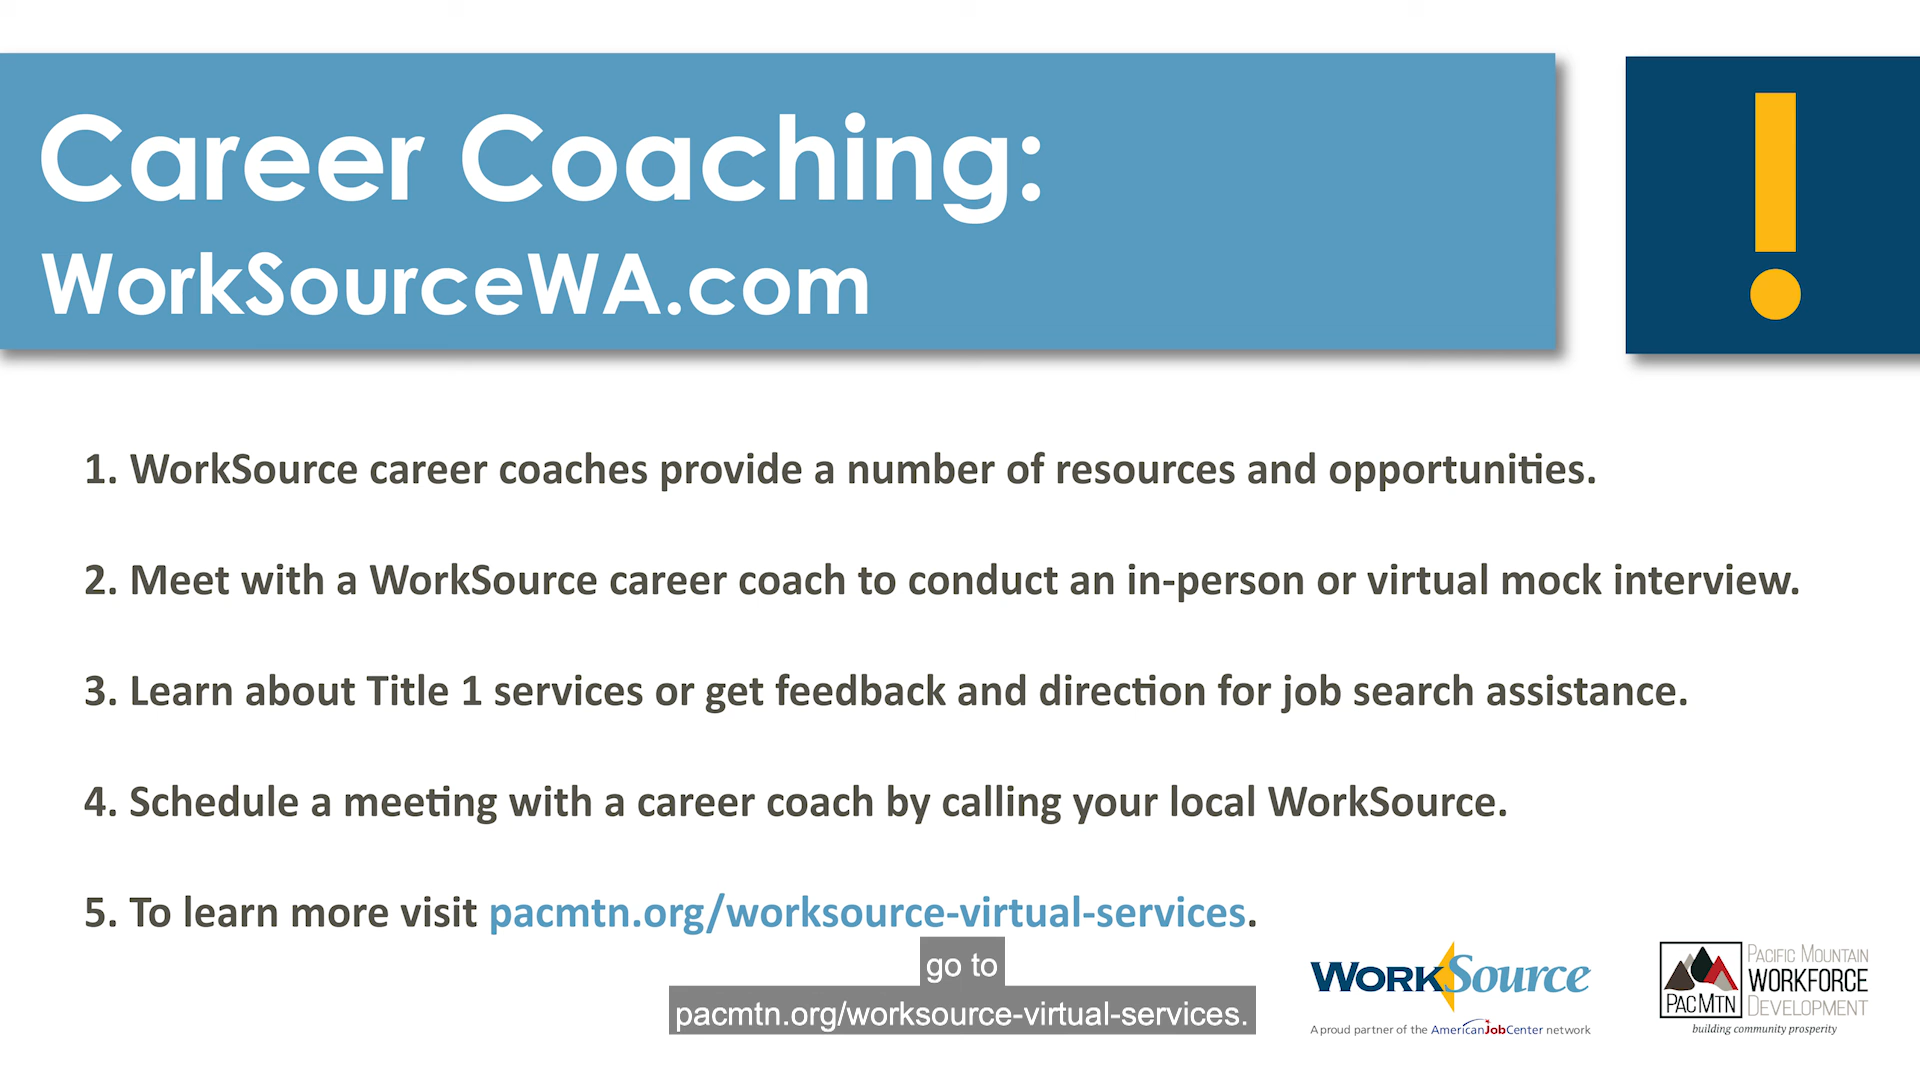 Career Coaching:
WorkSourceWA.com
!
1. WorkSource career coaches provide a number of resources and opportunities.
2. Meet with a WorkSource career coach to conduct an in-person or virtual mock interview.
3. Learn about Title 1 services or get feedback and direction for job search assistance.
4. Schedule a meeting with a career coach by calling your local WorkSource.
5. To learn more visit pacmtn.org/worksource-virtual-services.
go to
pacmtn.org/worksource-virtual-services.
WorkSource
A proud partner of the AmericanJobCenter network
PACMTN
PACIFIC MOUNTAIN
WORKFORCE
DEVELOPMENT
building community prosperity